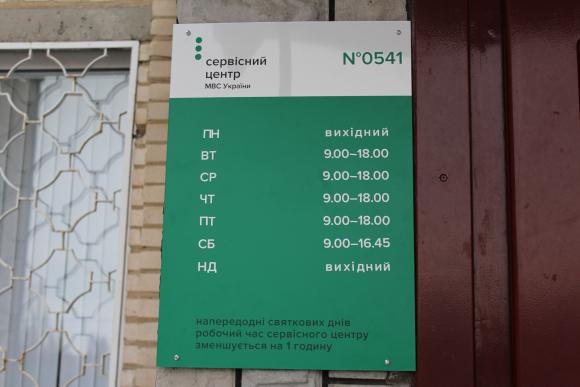 сервісний
центр
МВС України
N°0541
ПН вихідний
ВТ 9.00–18.00
СР 9.00–18.00
ЧТ 9.00–18.00
ПТ 9.00–18.00
СБ 9.00–16.45
НД вихідний
напередодні святкових днів
робочий час сервісного центру
зменшується на 1 годину